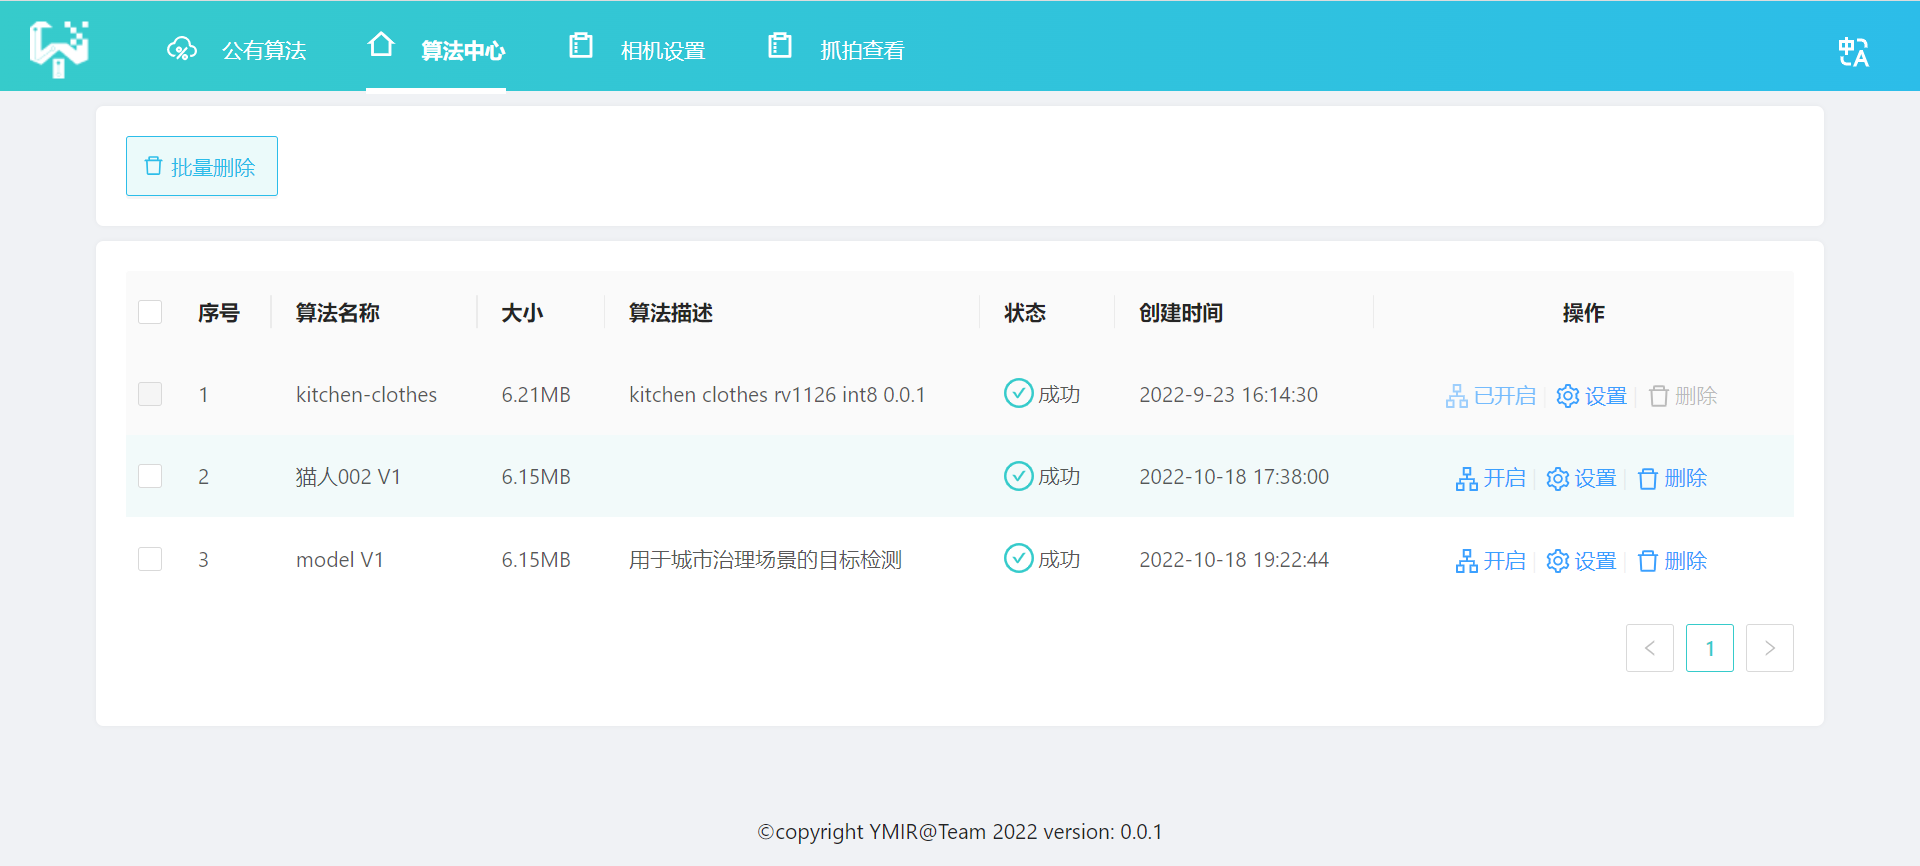 公有算法 算法中心 相机设置 抓拍查看
批量删除
序号 算法名称 大小 算法描述 状态 创建时间 操作
1 kitchen-clothes 6.21MB kitchen clothes rv1126 int8 0.0.1 成功 2022-9-23 16:14:30 已开启 设置 删除
2 猫人002 V1 6.15MB 成功 2022-10-18 17:38:00 开启 设置 删除
3 model V1 6.15MB 用于城市治理场景的目标检测 成功 2022-10-18 19:22:44 开启 设置 删除
< 1 >
©copyright YMIR@Team 2022 version: 0.0.1